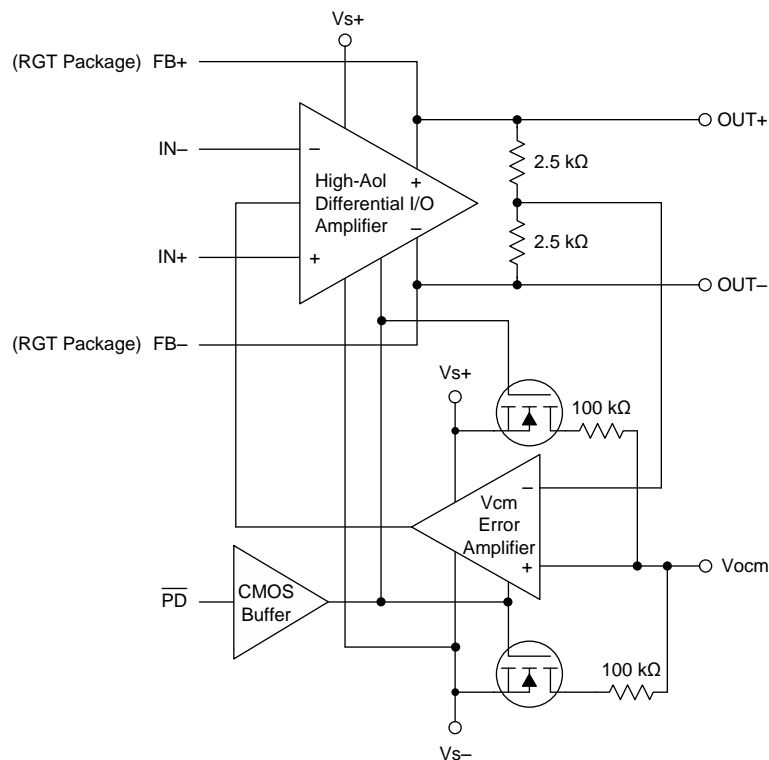 Vs+
(RGT Package) FB+
OUT+
IN–
–
2.5 kΩ
High-Aol
Differential I/O
Amplifier
+
–
2.5 kΩ
IN+
+
OUT–
(RGT Package) FB–
Vs+
100 kΩ
–
Vcm
Error
Amplifier
+
Vocm
PD
CMOS
Buffer
100 kΩ
Vs–